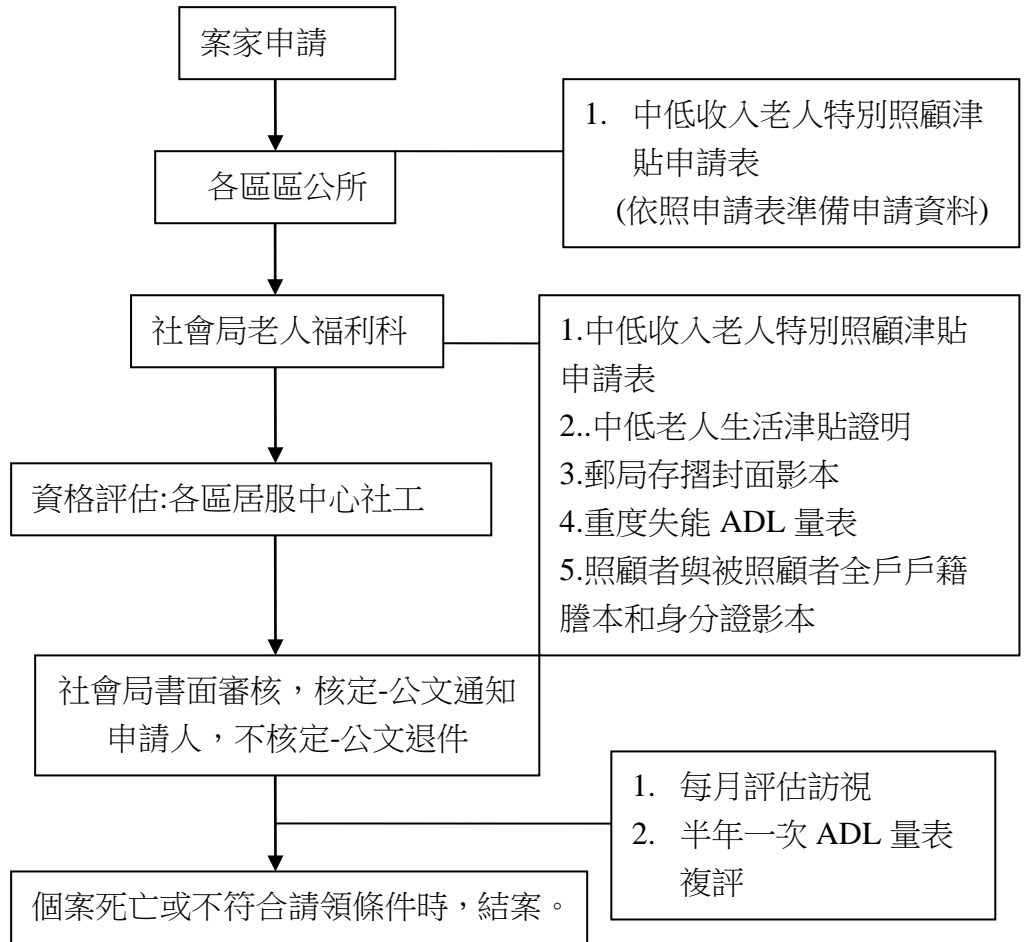 案家申請
1. 中低收入老人特別照顧津
貼申請表
(依照申請表準備申請資料)
各區區公所
社會局老人福利科
1.中低收入老人特別照顧津貼
申請表
2..中低老人生活津貼證明
3.郵局存摺封面影本
4.重度失能 ADL 量表
5.照顧者與被照顧者全戶戶籍
謄本和身分證影本
資格評估:各區居服中心社工
社會局書面審核，核定-公文通知
申請人，不核定-公文退件
1. 每月評估訪視
2. 半年一次 ADL 量表
複評
個案死亡或不符合請領條件時，結案。